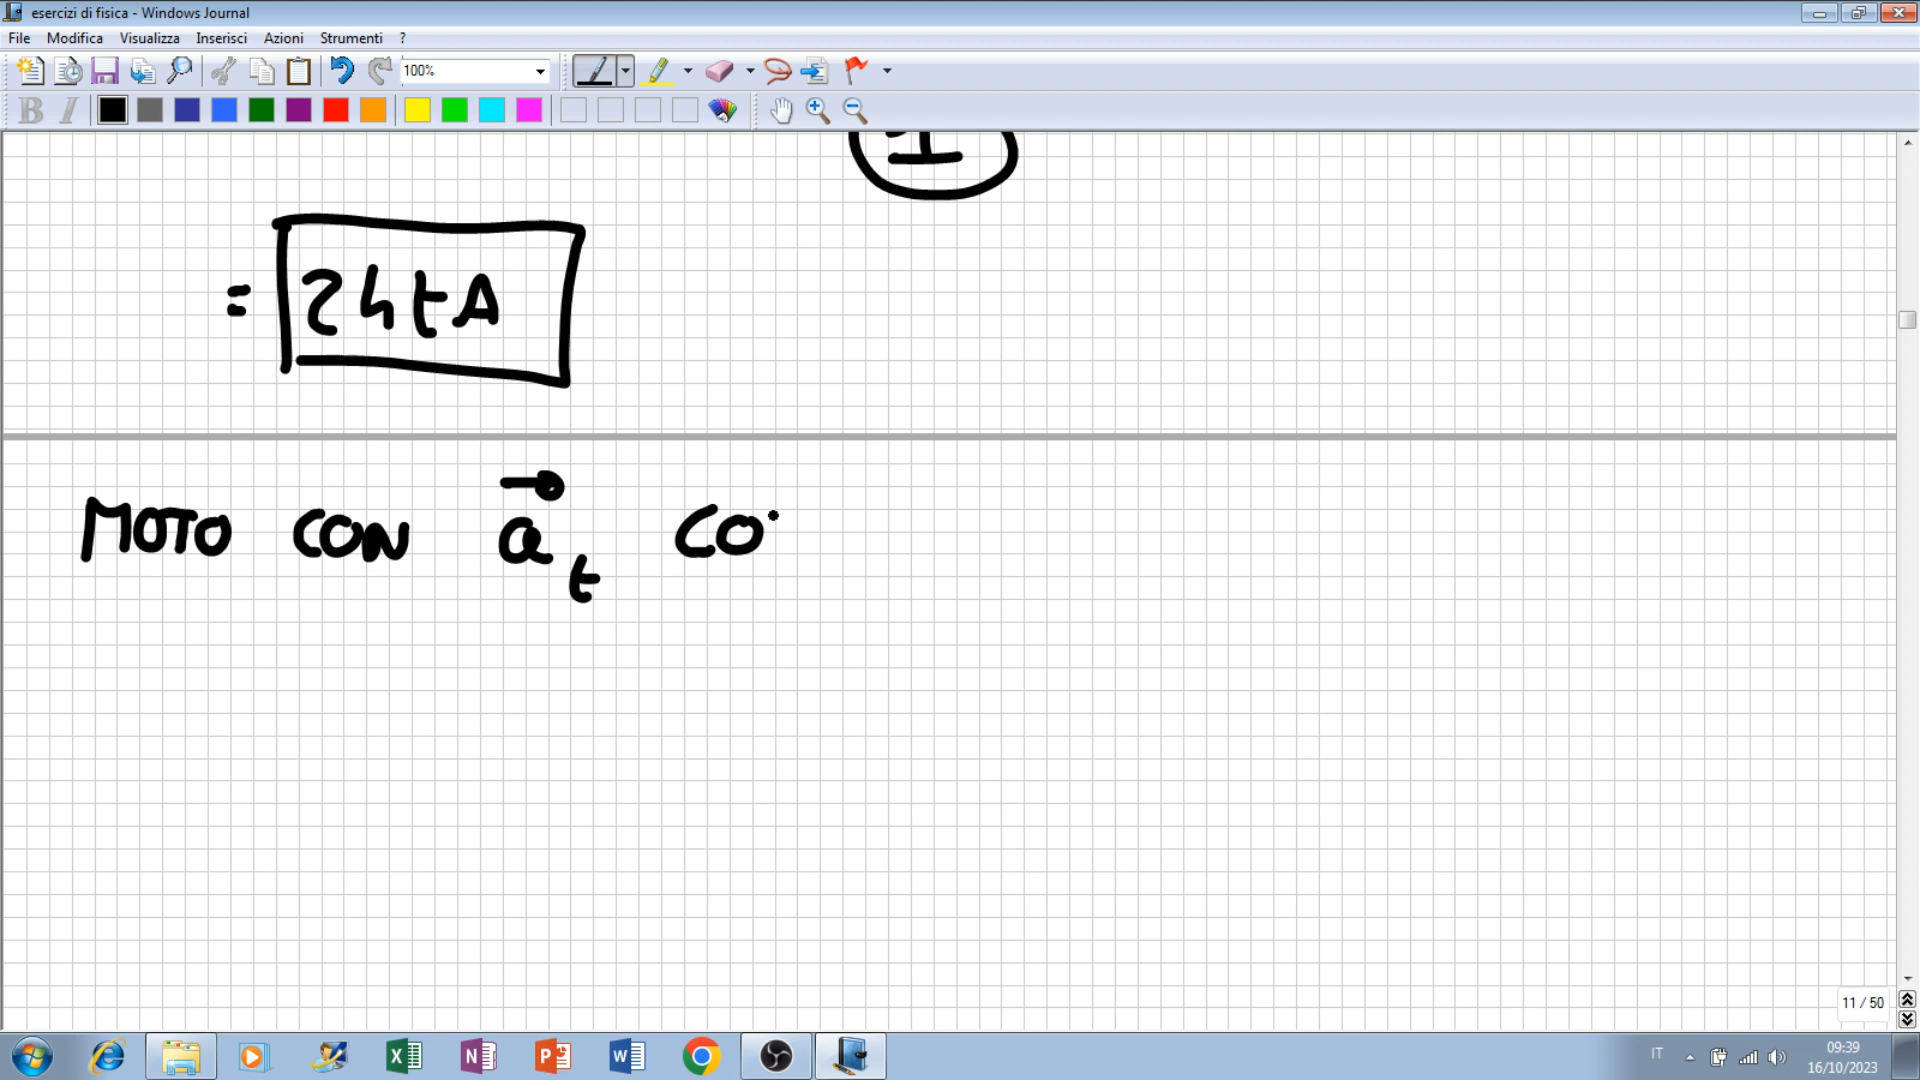 esercizi di fisica - Windows Journal
File Modifica Visualizza Inserisci Azioni Strumenti ?
100%
B I
I
= 2htA
MOTO CON a⃗t CO
11 / 50
IT 09:39
16/10/2023